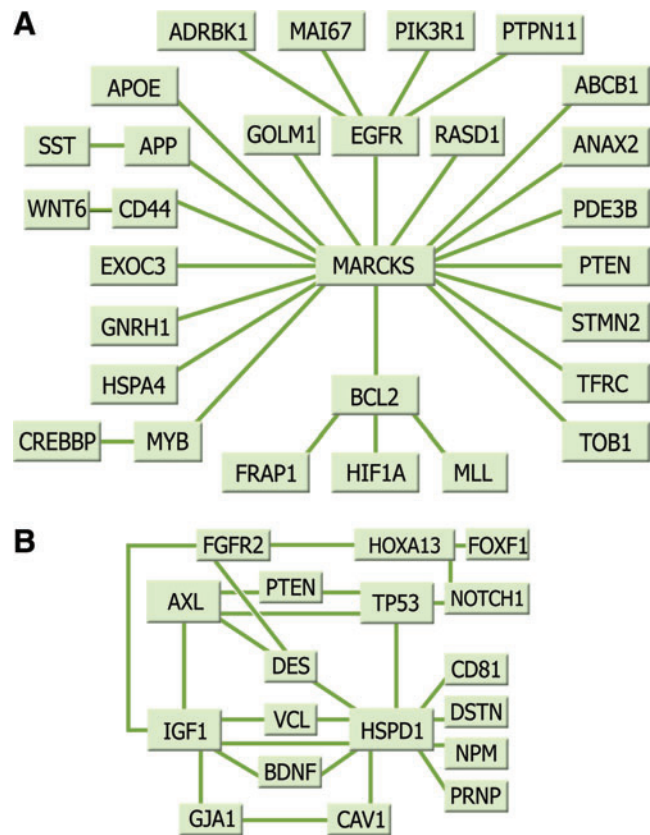 A
ADRBK1 MAI67 PIK3R1 PTPN11
APOE ABCB1
GOLM1 EGFR RASD1
SST APP ANAX2
WNT6 CD44 PDE3B
EXOC3 MARCKS PTEN
GNRH1 STMN2
HSPA4 TFRC
BCL2
CREBBP MYB TOB1
FRAP1 HIF1A MLL
B
FGFR2 HOXA13 FOXF1
PTEN
AXL TP53 NOTCH1
DES CD81
VCL DSTN
IGF1 HSPD1
NPM
BDNF
PRNP
GJA1 CAV1